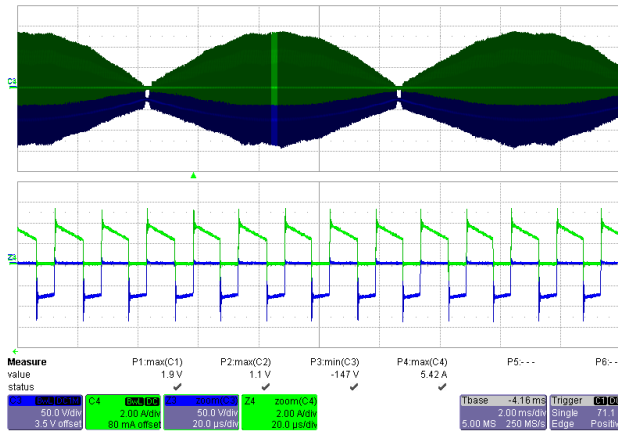 C3
Z3
Measure P1:max(C1) P2:max(C2) P3:min(C3) P4:max(C4) P5:- - - P6:- -
value 1.9 V 1.1 V -147 V 5.42 A
status
C4 BwL DC
50.0 V/div 2.00 A/div 50.0 V/div 2.00 A/div
3.5 V offset 80 mA offset 20.0 µs/div 20.0 µs/div
Z4 zoom(C4)
Tbase -4.16 ms Trigger C1
2.00 ms/div Single 71.1
5.00 MS 250 MS/s Edge Positiv